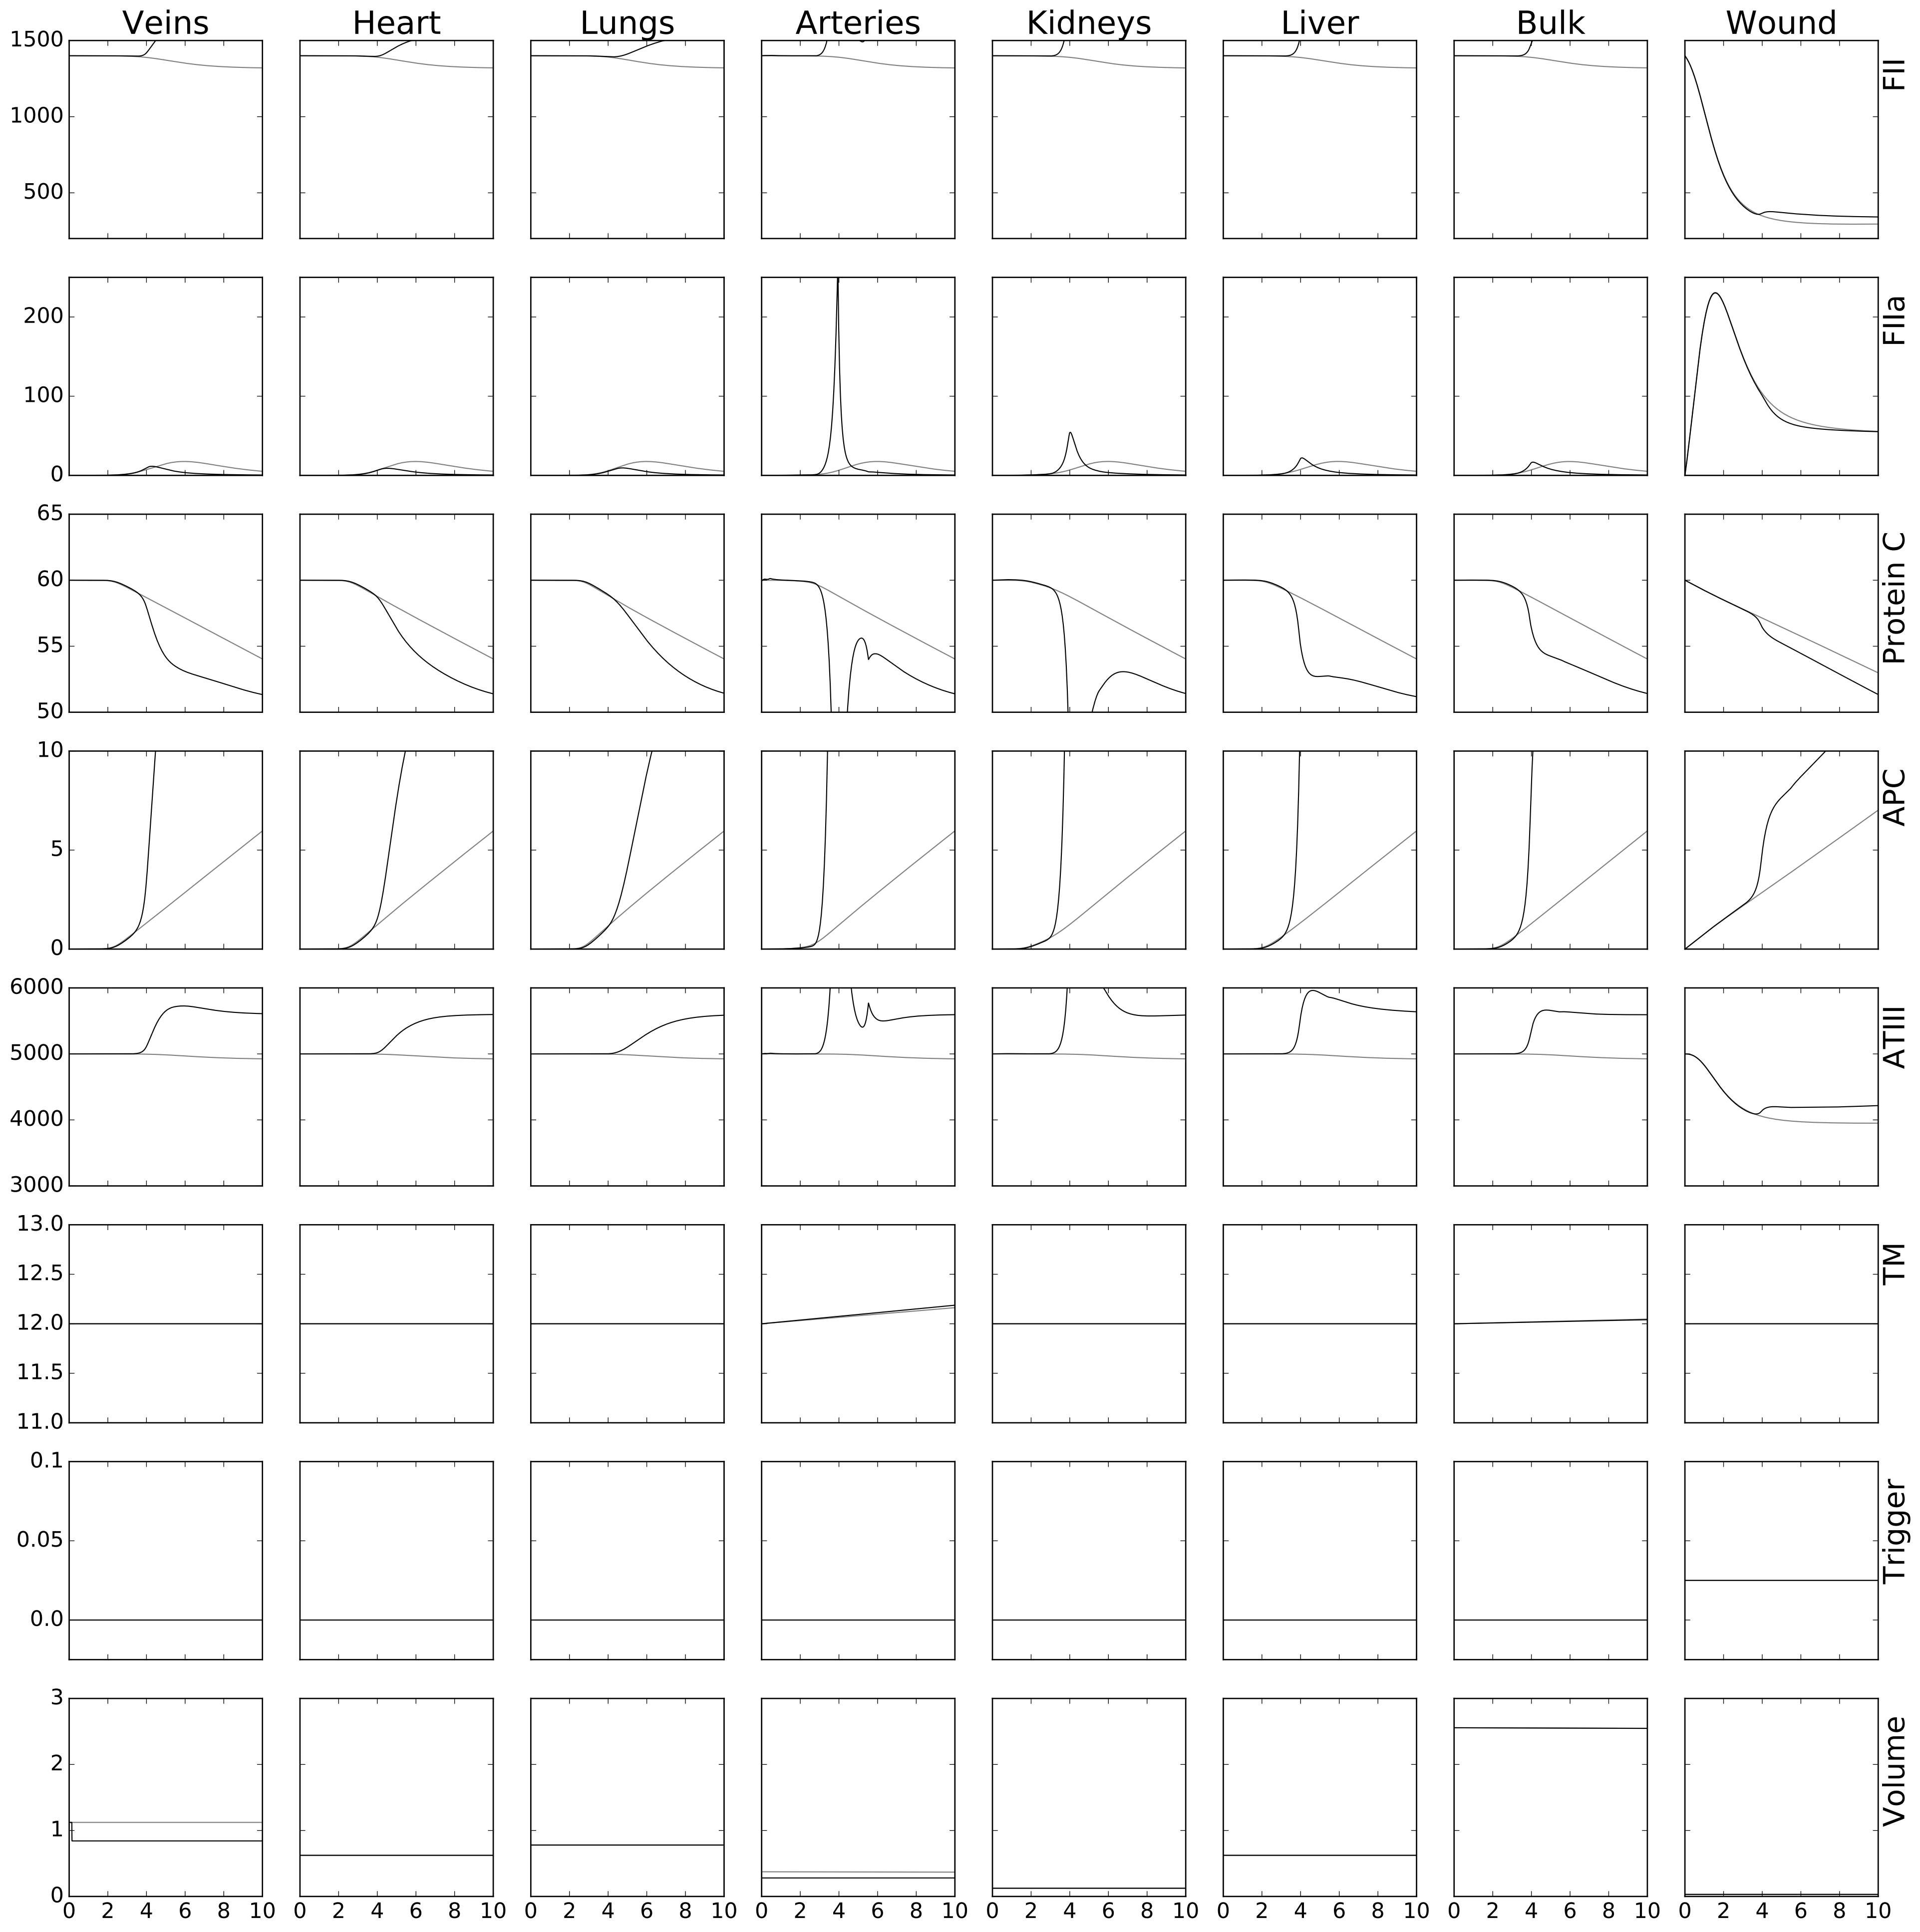 Veins Heart Lungs Arteries Kidneys Liver Bulk Wound
1500
1000
500
FII
200
100
0
FIIa
65
60
55
50
Protein C
10
5
0
APC
6000
5000
4000
3000
ATIII
13.0
12.5
12.0
11.5
11.0
TM
0.1
0.05
0.0
Trigger
3
2
1
0
Volume
0 2 4 6 8 10 0 2 4 6 8 10 0 2 4 6 8 10 0 2 4 6 8 10 0 2 4 6 8 10 0 2 4 6 8 10 0 2 4 6 8 10 0 2 4 6 8 10